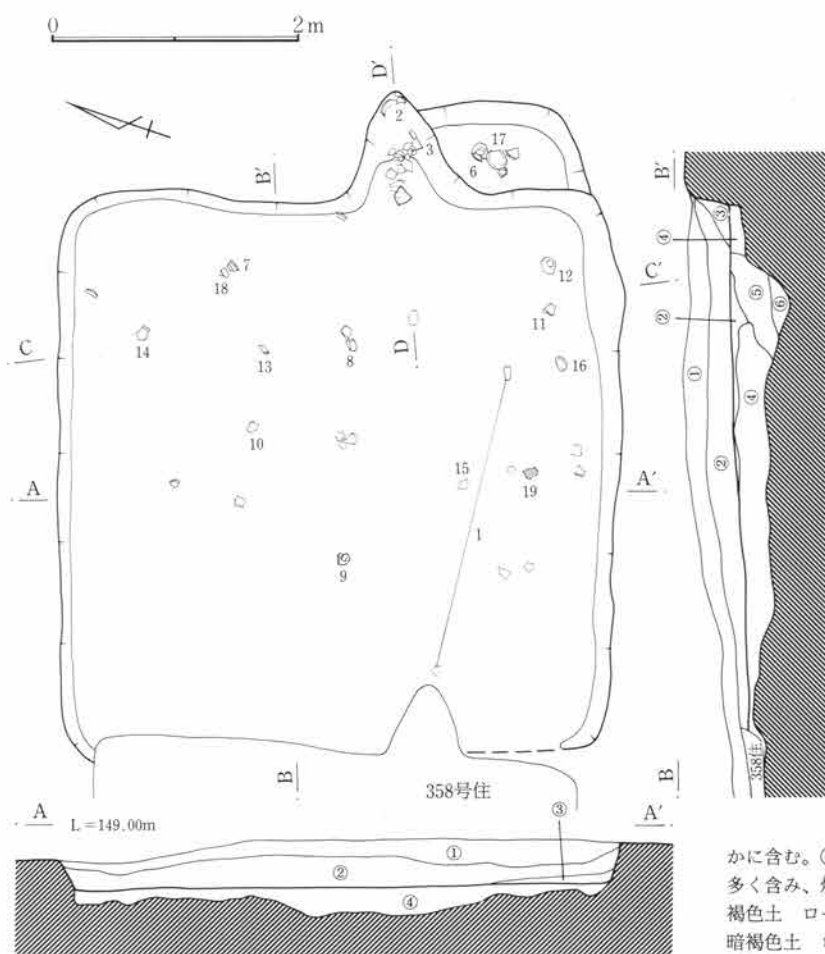 0 2m
D′
2
3
17
6
B′
B′
7
18
12
11
14
13
8
D
16
C
C′
10
15
19
A
A′
1
9
③
④
⑤
⑥
②
①
④
②
358住
B
B
358号住
A
L=149.00m
③
A′
①
②
④
かに含む。
多く含み、
褐色土 ロー
暗褐色土